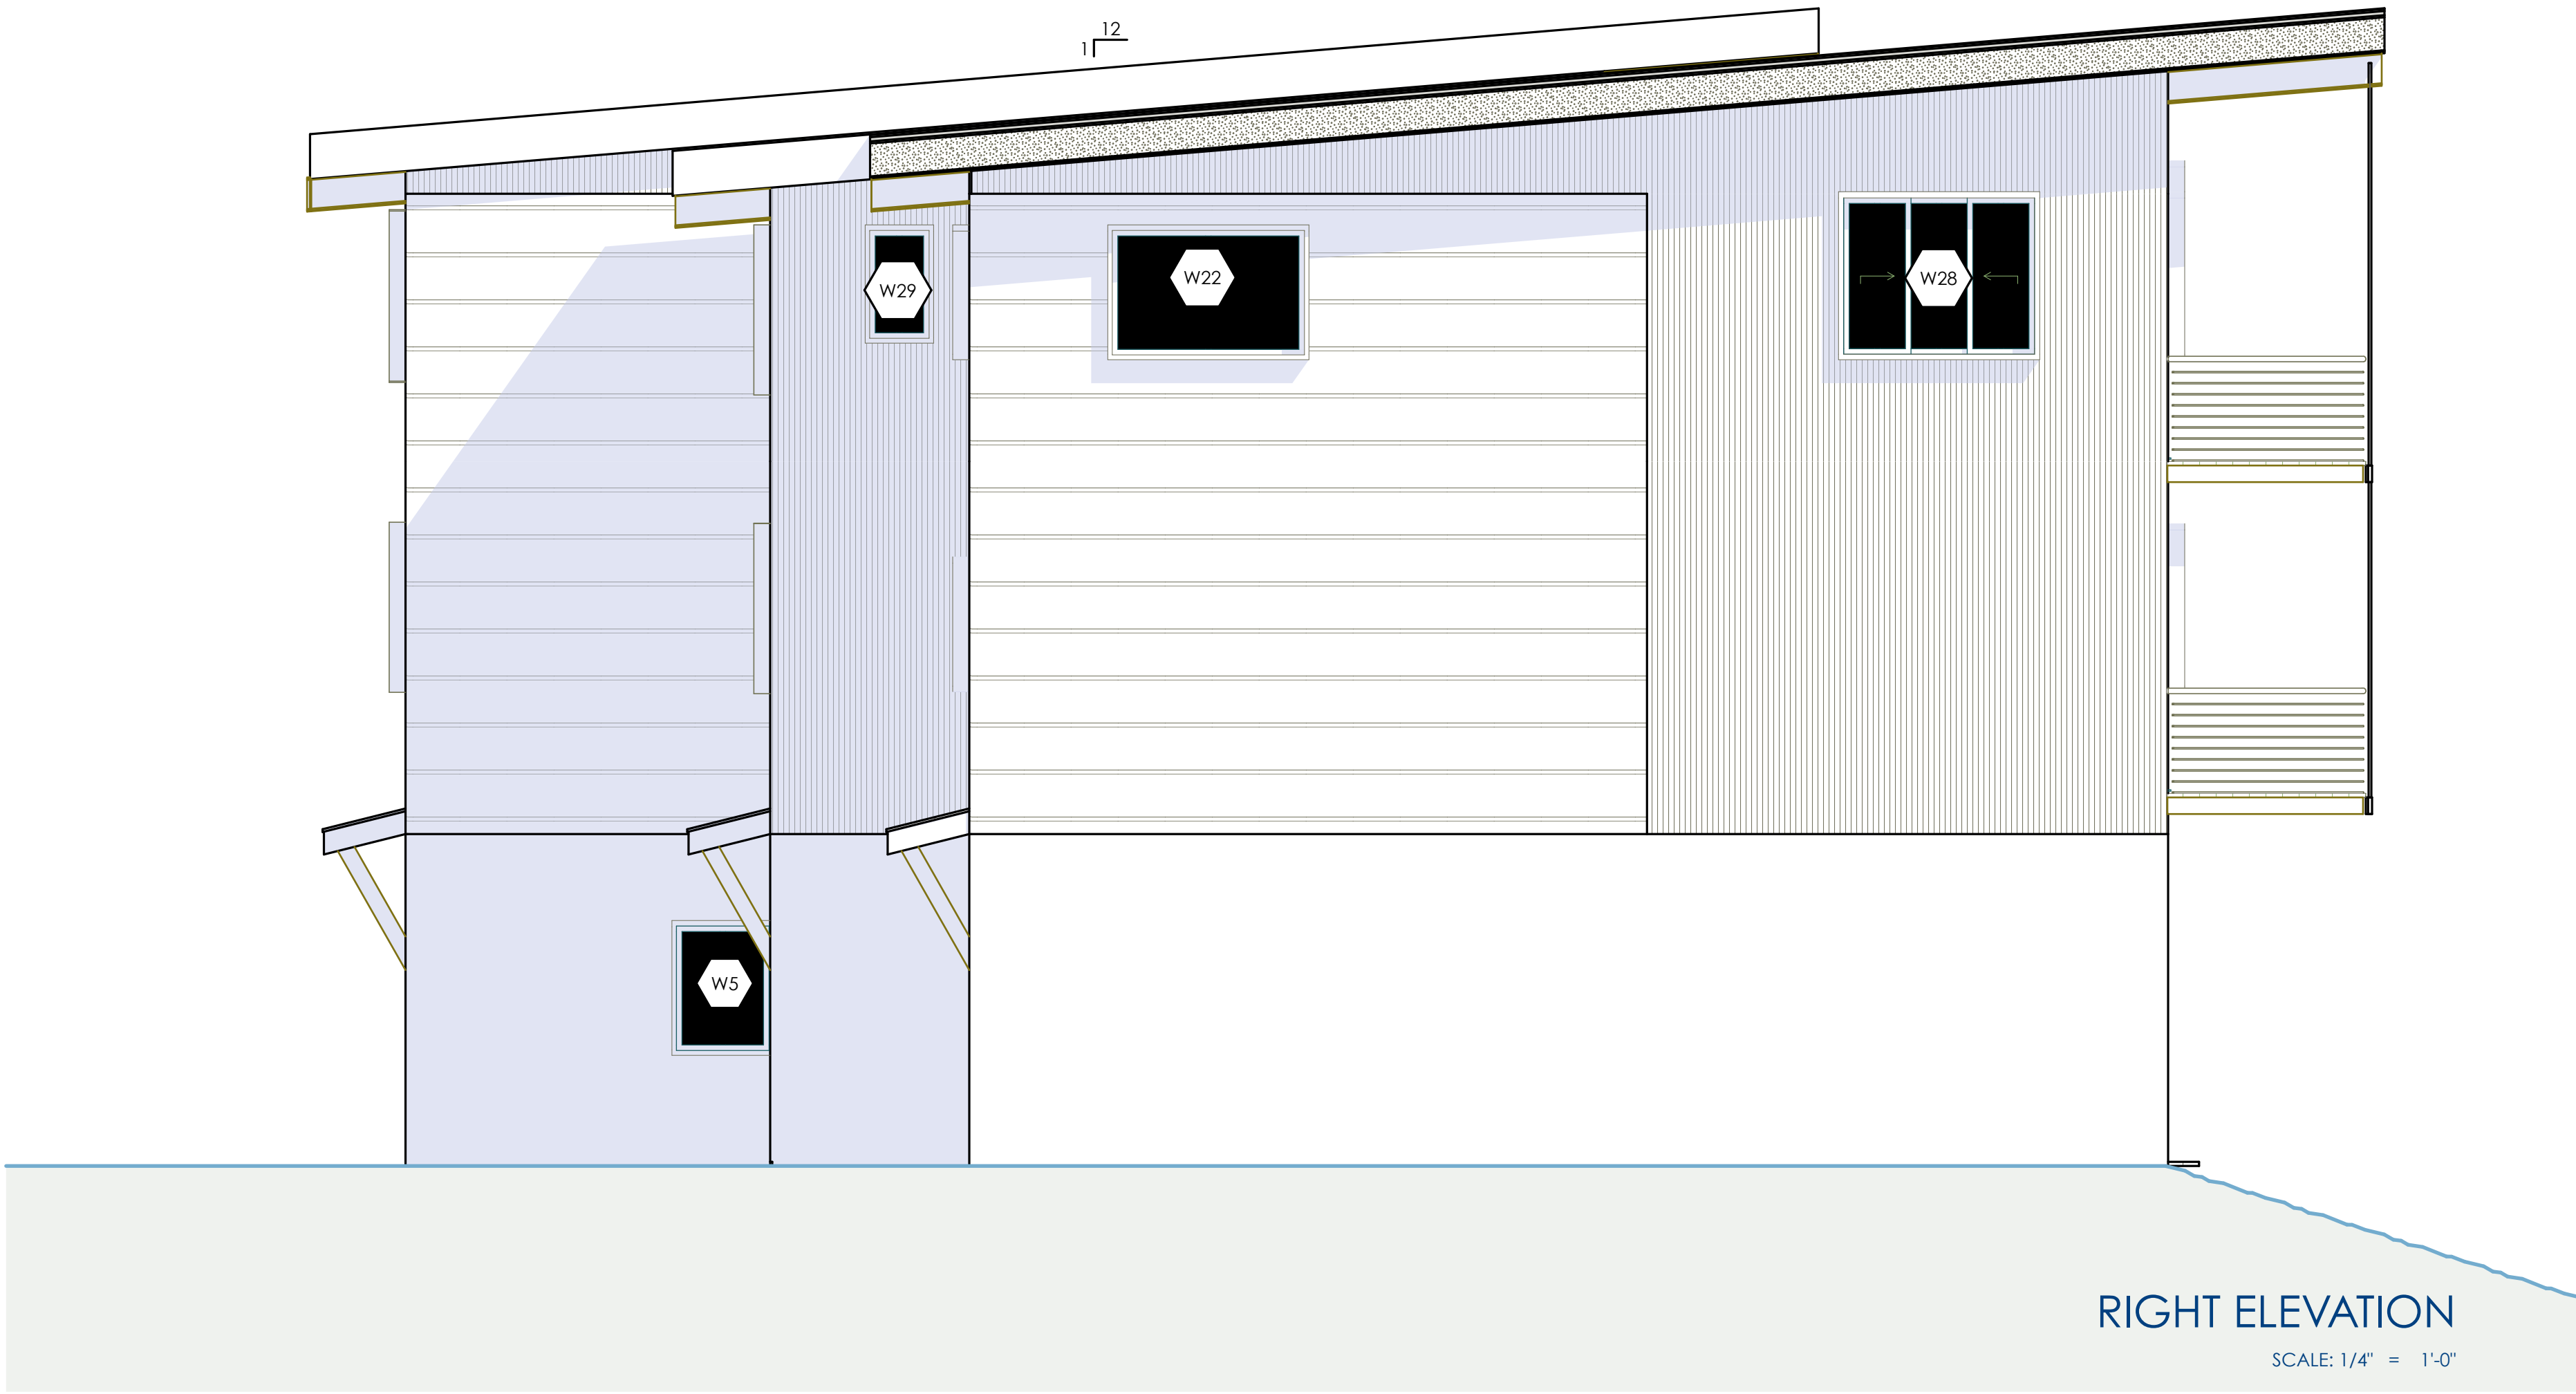 12
1
W29
W22
W28
W5
RIGHT ELEVATION
SCALE: 1/4" = 1'-0"